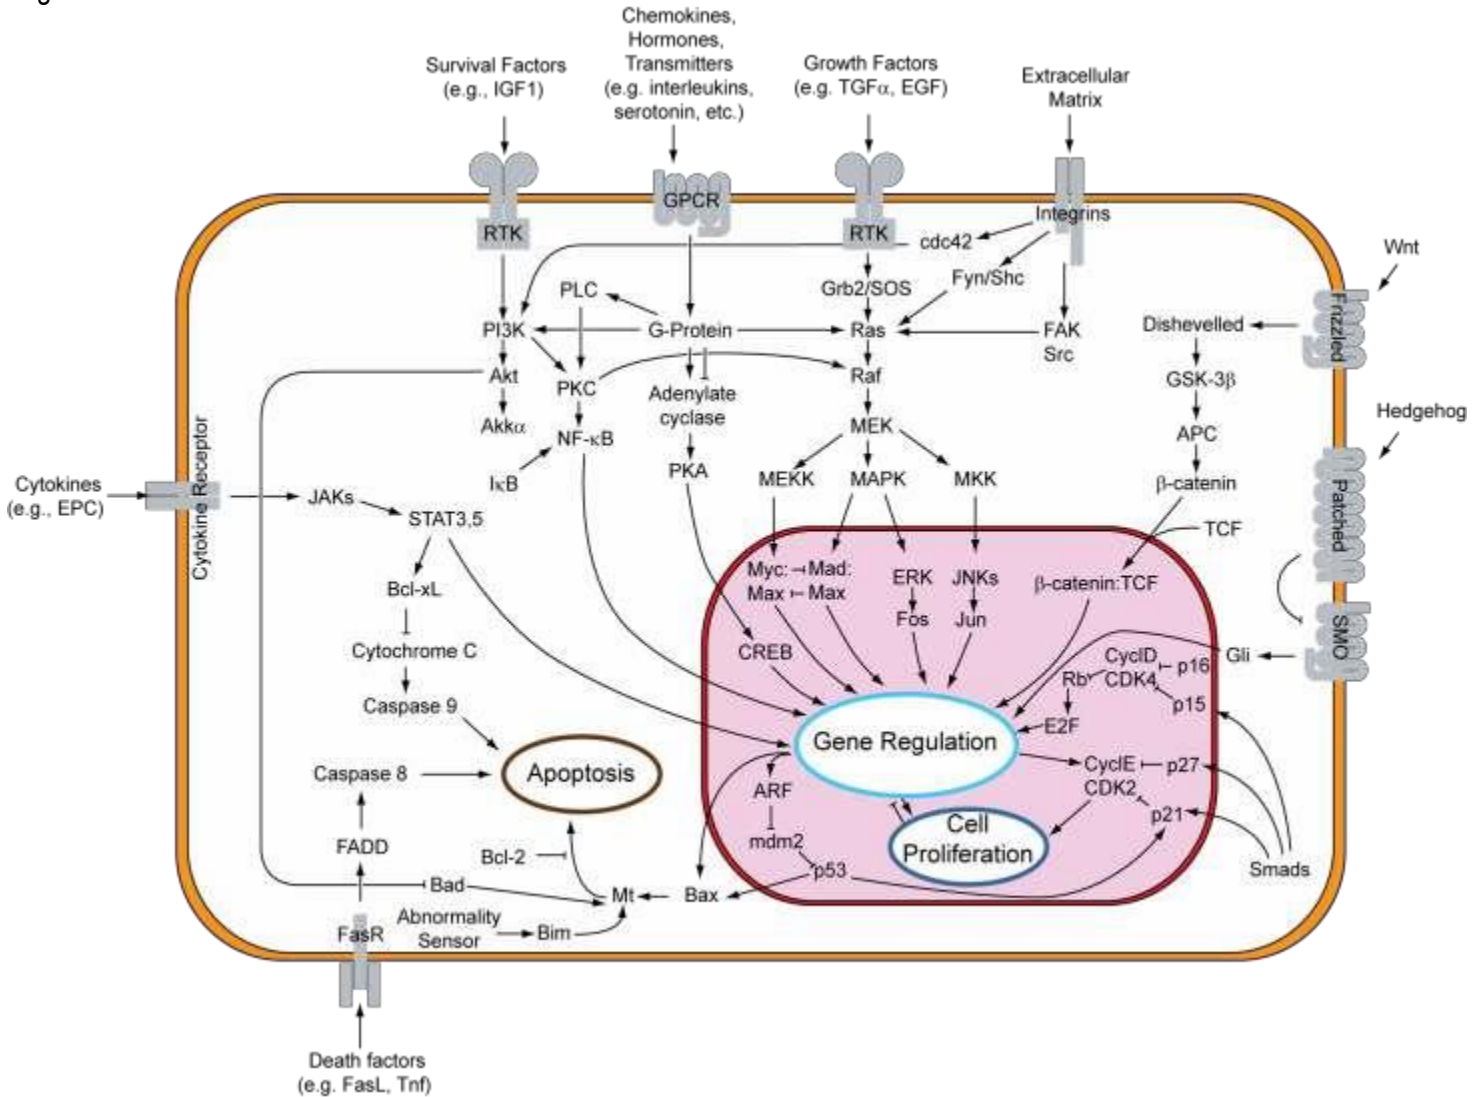 Chemokines,
Hormones,
Transmitters
(e.g. interleukins,
serotonin, etc.)
Survival Factors
(e.g., IGF1)
Growth Factors
(e.g. TGFα, EGF)
Extracellular
Matrix
RTK
GPCR
RTK
Integrins
cdc42
Fyn/Shc
Wnt
Frizzled
PLC
Grb2/SOS
PI3K
G-Protein
Ras
FAK
Src
Dishevelled
Akt
PKC
Raf
GSK-3β
Adenylate
cyclase
Hedgehog
Akkα
NF-κB
MEK
APC
Cytokines
(e.g., EPC)
Cytokine Receptor
IκB
PKA
MEKK
MAPK
MKK
β-catenin
Patched
JAKs
STAT3,5
TCF
Bcl-xL
Myc:
Max
Mad:
Max
ERK
JNKs
β-catenin:TCF
Fos
Jun
SMO
Cytochrome C
CREB
CyclD
CDK4
p16
Gli
Rb
p15
Caspase 9
E2F
Gene Regulation
Caspase 8
Apoptosis
ARF
CyclE
CDK2
p27
p21
FADD
Bcl-2
mdm2
Cell
Proliferation
p53
Smads
Bad
Mt
Bax
Abnormality
Sensor
Bim
FasR
Death factors
(e.g. FasL, Tnf)